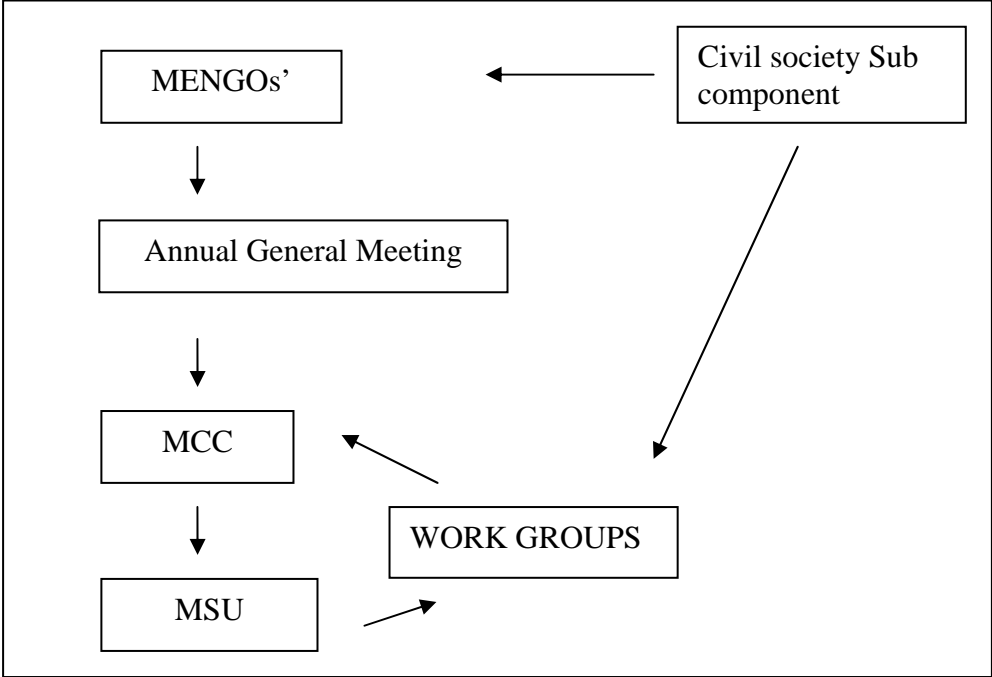 MENGOs’
Civil society Sub
component
Annual General Meeting
MCC
WORK GROUPS
MSU